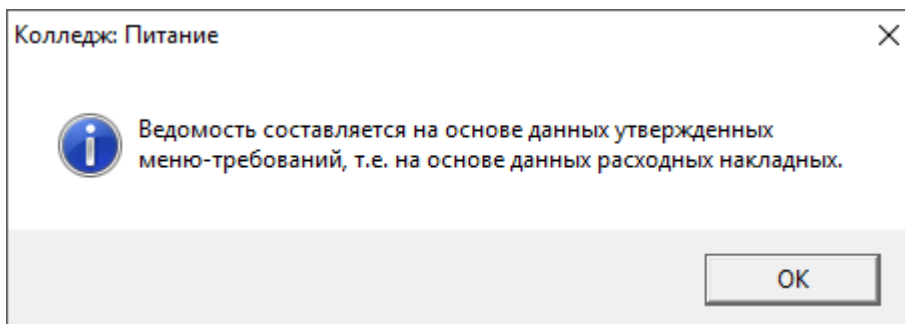 Колледж: Питание
Ведомость составляется на основе данных утвержденных
меню-требований, т.е. на основе данных расходных накладных.
OK